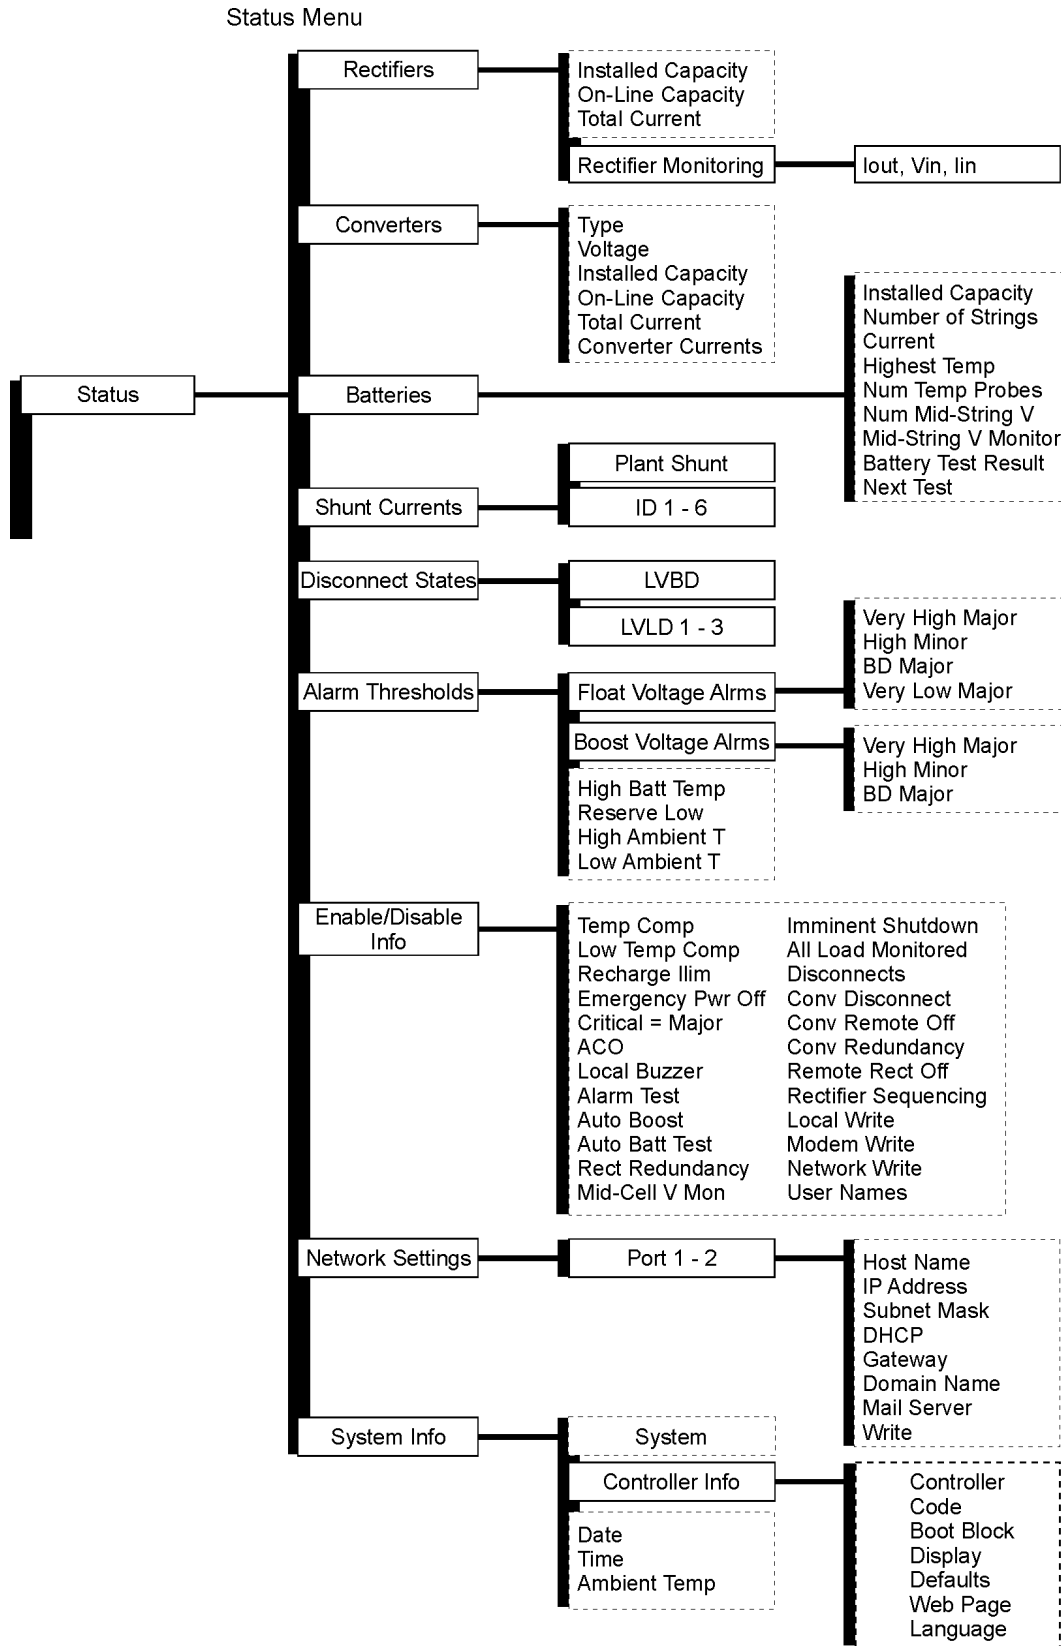 Status Menu
Status
Rectifiers
Installed Capacity
On-Line Capacity
Total Current
Rectifier Monitoring
Iout, Vin, Iin
Converters
Type
Voltage
Installed Capacity
On-Line Capacity
Total Current
Converter Currents
Batteries
Installed Capacity
Number of Strings
Current
Highest Temp
Num Temp Probes
Num Mid-String V
Mid-String V Monitor
Battery Test Result
Next Test
Shunt Currents
Plant Shunt
ID 1 - 6
Disconnect States
LVBD
LVLD 1 - 3
Alarm Thresholds
Float Voltage Alrms
Very High Major
High Minor
BD Major
Very Low Major
Boost Voltage Alrms
Very High Major
High Minor
BD Major
High Batt Temp
Reserve Low
High Ambient T
Low Ambient T
Enable/Disable
Info
Temp Comp
Low Temp Comp
Recharge Ilim
Emergency Pwr Off
Critical = Major
ACO
Local Buzzer
Alarm Test
Auto Boost
Auto Batt Test
Rect Redundancy
Mid-Cell V Mon
Imminent Shutdown
All Load Monitored
Disconnects
Conv Disconnect
Conv Remote Off
Conv Redundancy
Remote Rect Off
Rectifier Sequencing
Local Write
Modem Write
Network Write
User Names
Network Settings
Port 1 - 2
Host Name
IP Address
Subnet Mask
DHCP
Gateway
Domain Name
Mail Server
Write
System Info
System
Controller Info
Controller
Code
Boot Block
Display
Defaults
Web Page
Language
Date
Time
Ambient Temp